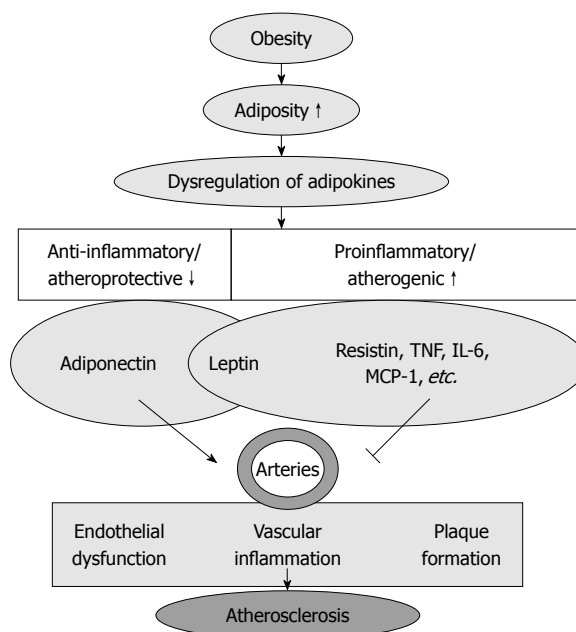 Obesity
Adiposity ↑
Dysregulation of adipokines
Anti-inflammatory/
atheroprotective ↓
Proinflammatory/
atherogenic ↑
Adiponectin
Leptin
Resistin, TNF, IL-6,
MCP-1, etc.
Arteries
Endothelial
dysfunction
Vascular
inflammation
Plaque
formation
Atherosclerosis